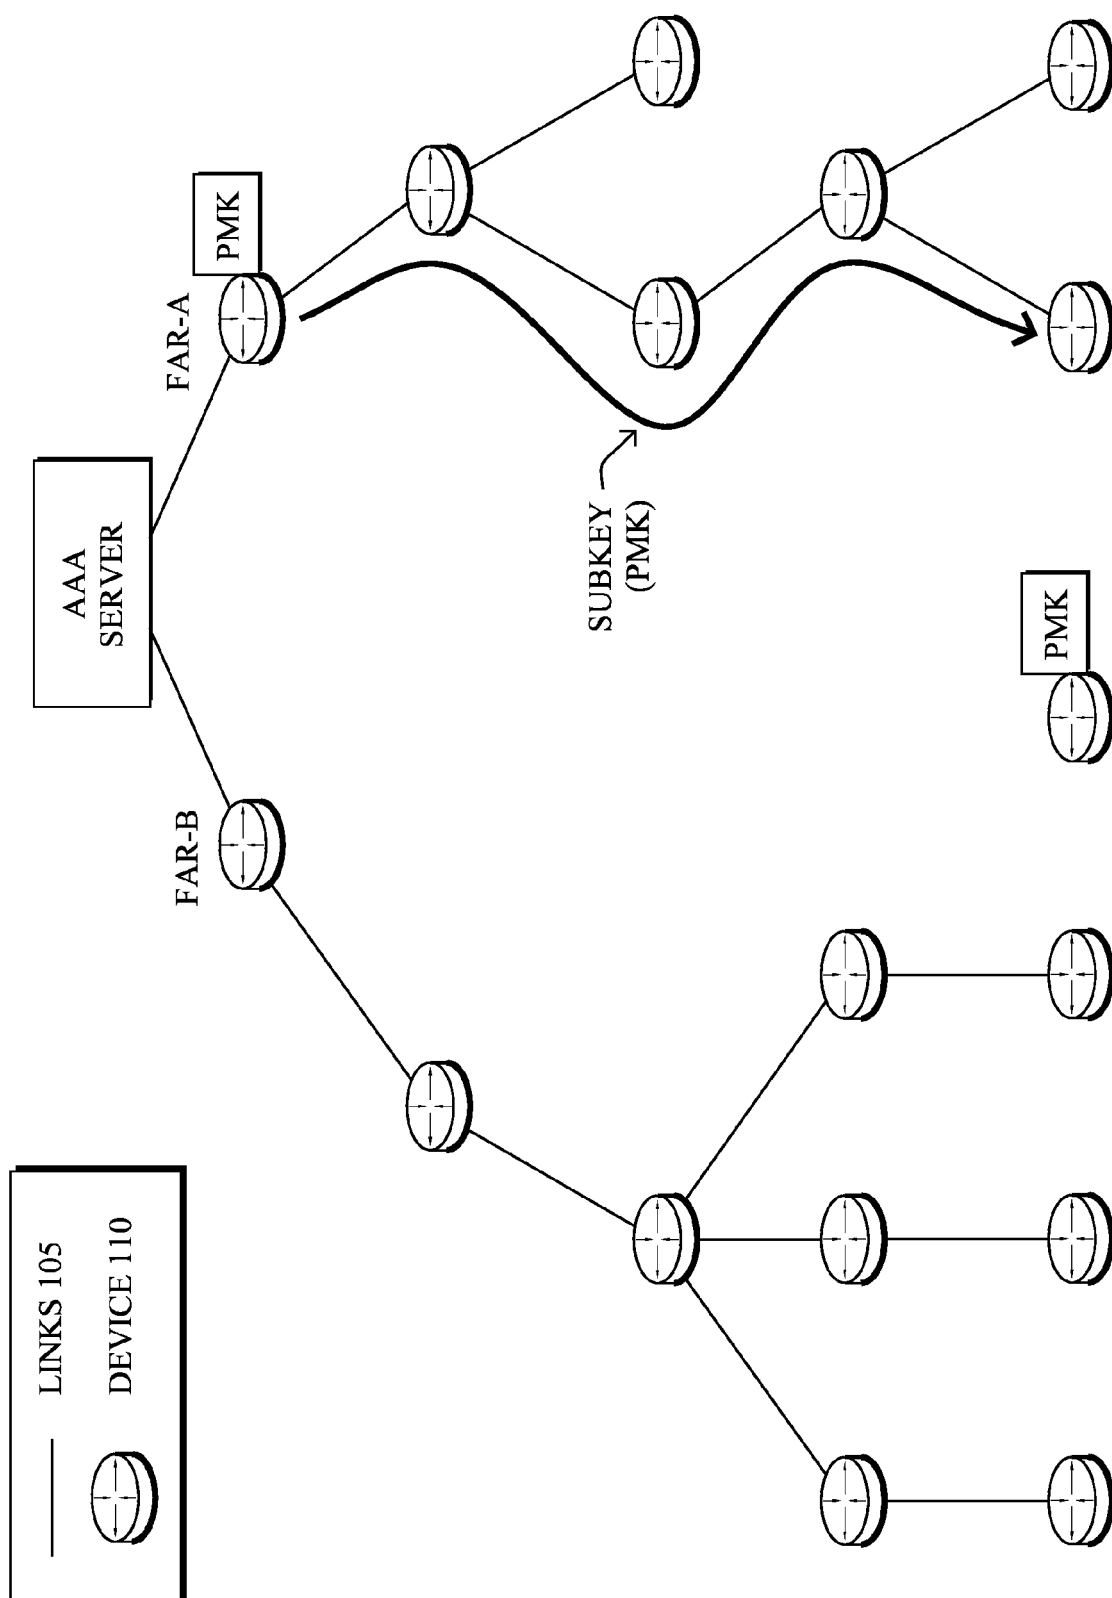 LINKS 105
DEVICE 110
AAA
SERVER
FAR-B
FAR-A
PMK
SUBKEY
(PMK)
PMK